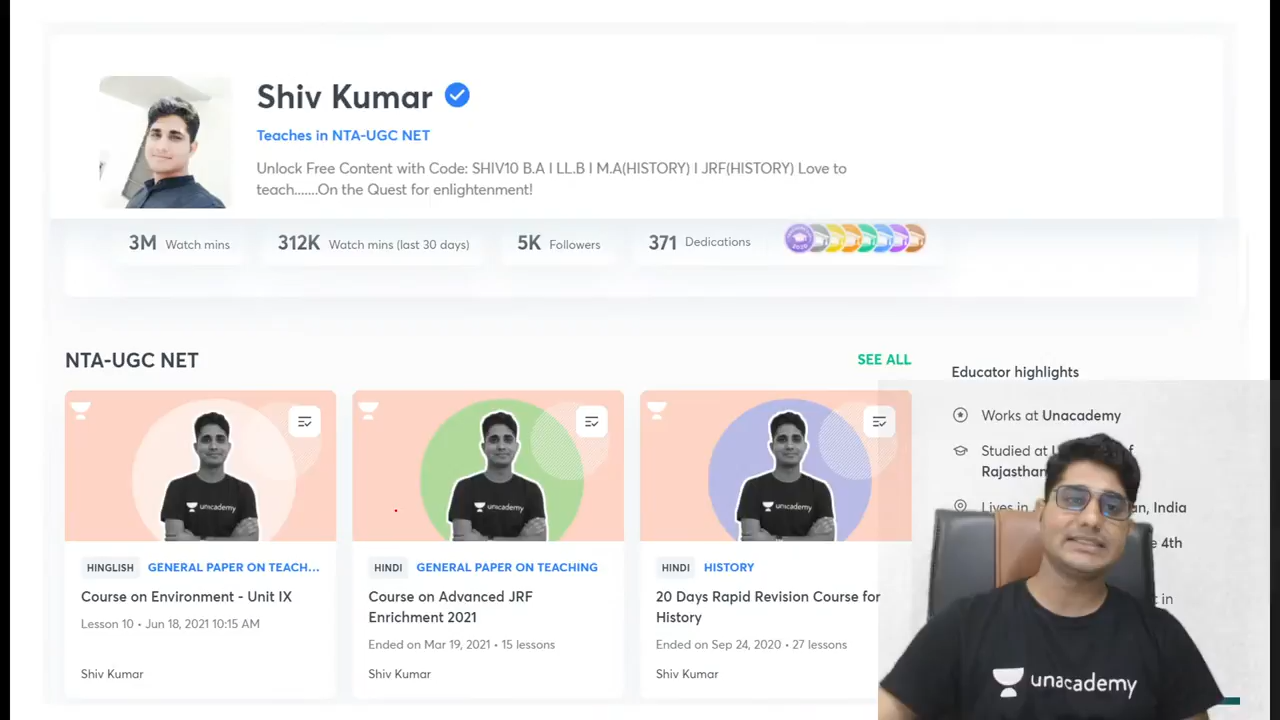 Shiv Kumar
Teaches in NTA-UGC NET
Unlock Free Content with Code: SHIV10 B.A I LL.B I M.A(HISTORY) I JRF(HISTORY) Love to
teach.......On the Quest for enlightenment!
3M Watch mins
312K Watch mins (last 30 days)
5K Followers
371 Dedications
2020
NTA-UGC NET
SEE ALL
unacademy
HINGLISH GENERAL PAPER ON TEACH...
Course on Environment - Unit IX
Lesson 10 • Jun 18, 2021 10:15 AM
Shiv Kumar
unacademy
HINDI GENERAL PAPER ON TEACHING
Course on Advanced JRF
Enrichment 2021
Ended on Mar 19, 2021 • 15 lessons
Shiv Kumar
unacademy
HINDI HISTORY
20 Days Rapid Revision Course for
History
Ended on Sep 24, 2020 • 27 lessons
Shiv Kumar
Educator highlights
Works at Unacademy
Studied at
Rajasthan
Lives in India
4th
in
unacademy